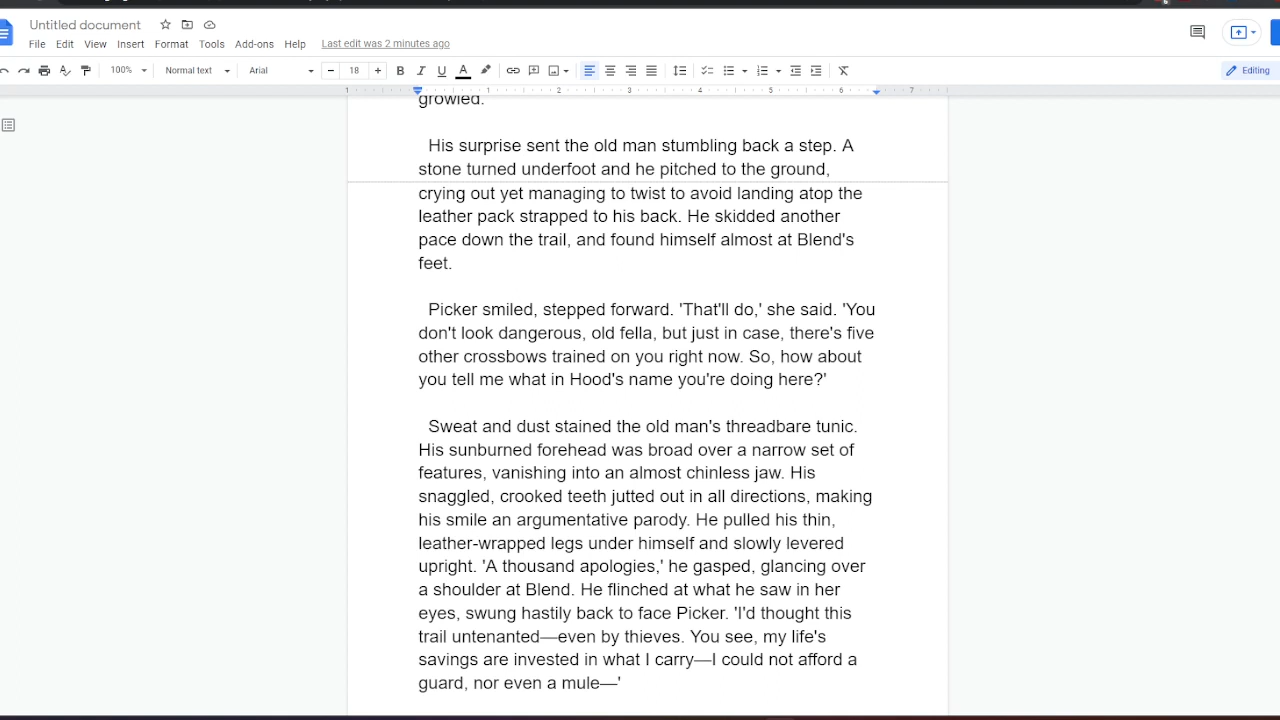 Untitled document
File Edit View Insert Format Tools Add-ons Help Last edit was 2 minutes ago
100% Normal text Arial 18 B I U A Editing
1 1 2 3 4 5 6 7
growled.
His surprise sent the old man stumbling back a step. A
stone turned underfoot and he pitched to the ground,
crying out yet managing to twist to avoid landing atop the
leather pack strapped to his back. He skidded another
pace down the trail, and found himself almost at Blend's
feet.
Picker smiled, stepped forward. 'That'll do,' she said. 'You
don't look dangerous, old fella, but just in case, there's five
other crossbows trained on you right now. So, how about
you tell me what in Hood's name you're doing here?'
Sweat and dust stained the old man's threadbare tunic.
His sunburned forehead was broad over a narrow set of
features, vanishing into an almost chinless jaw. His
snaggled, crooked teeth jutted out in all directions, making
his smile an argumentative parody. He pulled his thin,
leather-wrapped legs under himself and slowly levered
upright. 'A thousand apologies,' he gasped, glancing over
a shoulder at Blend. He flinched at what he saw in her
eyes, swung hastily back to face Picker. 'I'd thought this
trail untenanted—even by thieves. You see, my life's
savings are invested in what I carry—I could not afford a
guard, nor even a mule—'